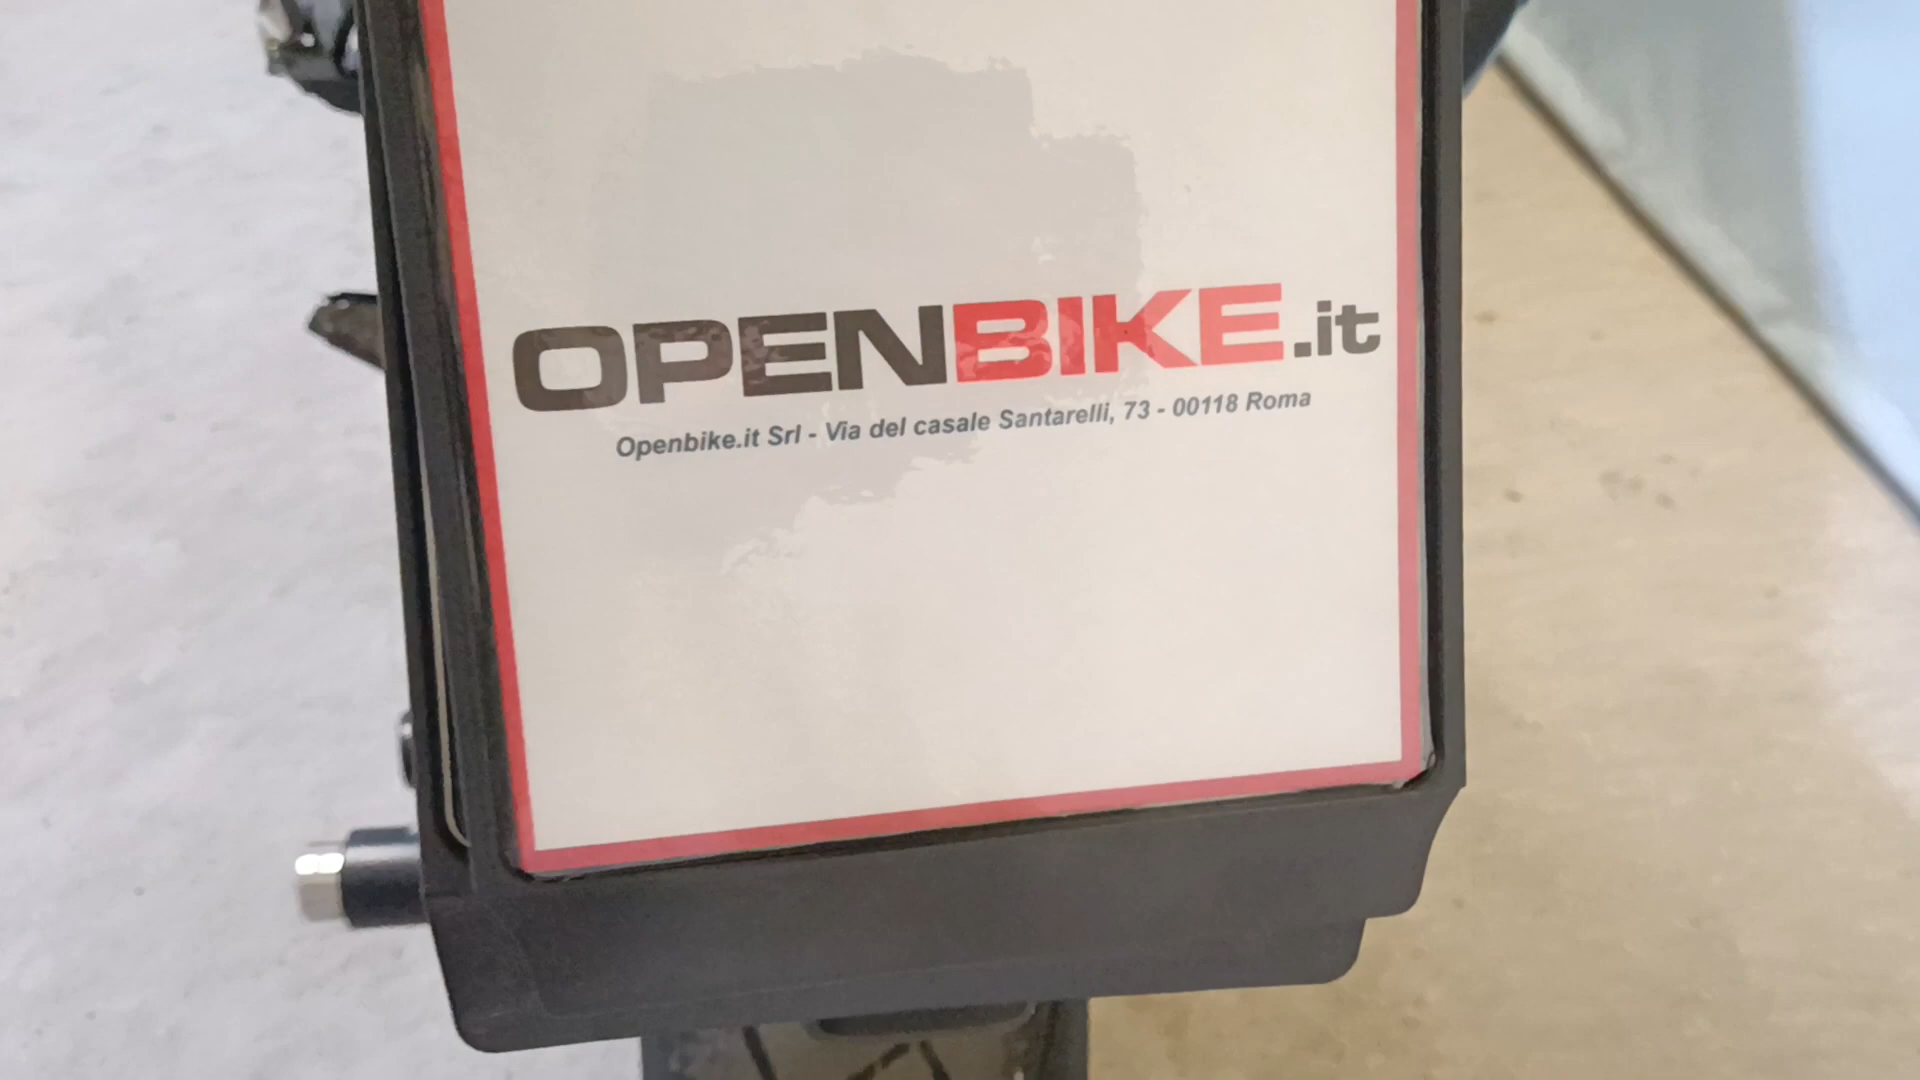 OPENBIKE.it
Openbike.it Srl - Via del casale Santarelli, 73 - 00118 Roma